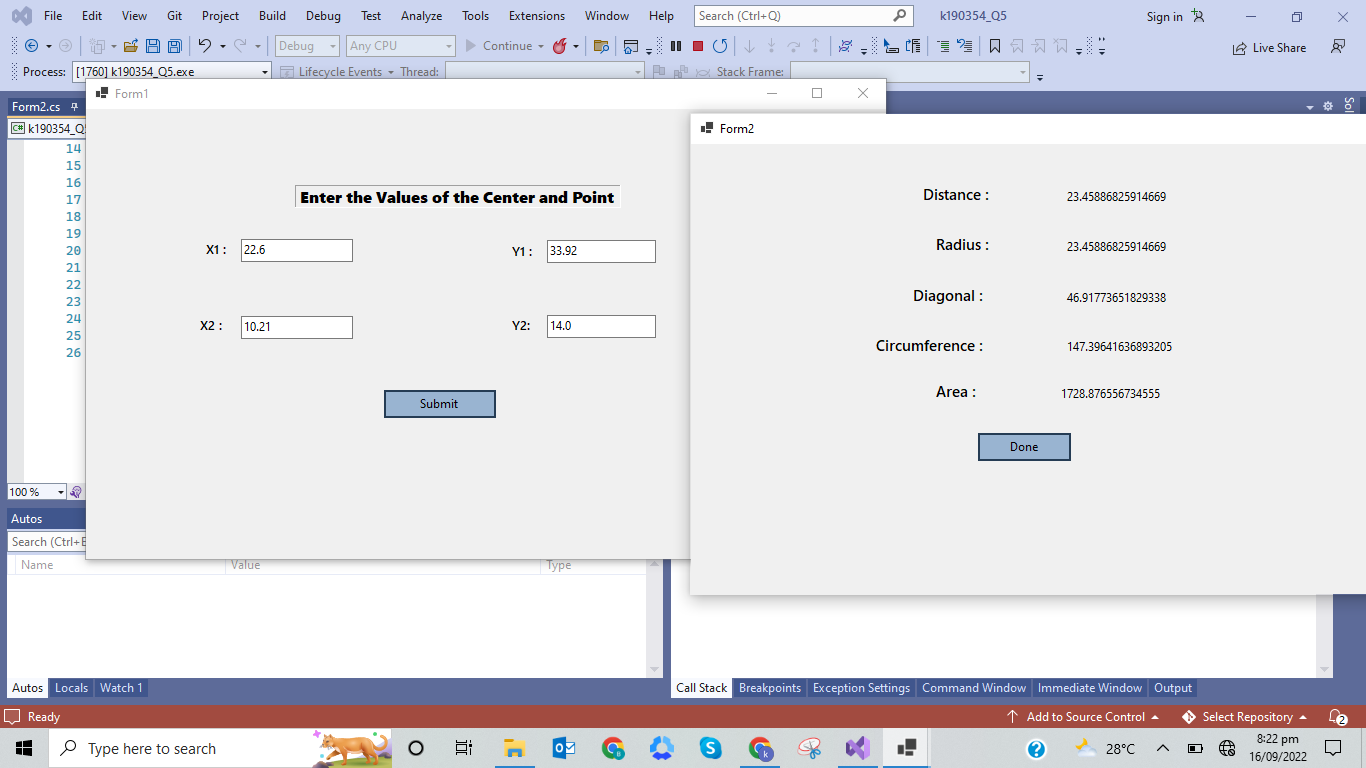 File Edit View Git Project Build Debug Test Analyze Tools Extensions Window Help Search (Ctrl+Q) k190354_Q5 Sign in
Debug Any CPU Continue Live Share
Process: [1760] k190354_Q5.exe Lifecycle Events Thread: Stack Frame:
Form2.cs
C# k190354_Q5
Form1
14
15
16
17
18
19
20
21
22
23
24
25
26
100 %
Enter the Values of the Center and Point
X1 : 22.6 Y1 : 33.92
X2 : 10.21 Y2: 14.0
Submit
Form2
Distance : 23.45886825914669
Radius : 23.45886825914669
Diagonal : 46.91773651829338
Circumference : 147.39641636893205
Area : 1728.876556734555
Done
Sol
Autos
Search (Ctrl+E
Name Value Type
Autos Locals Watch 1
Call Stack Breakpoints Exception Settings Command Window Immediate Window Output
Ready Add to Source Control Select Repository 2
Type here to search
28°C
8:22 pm
16/09/2022